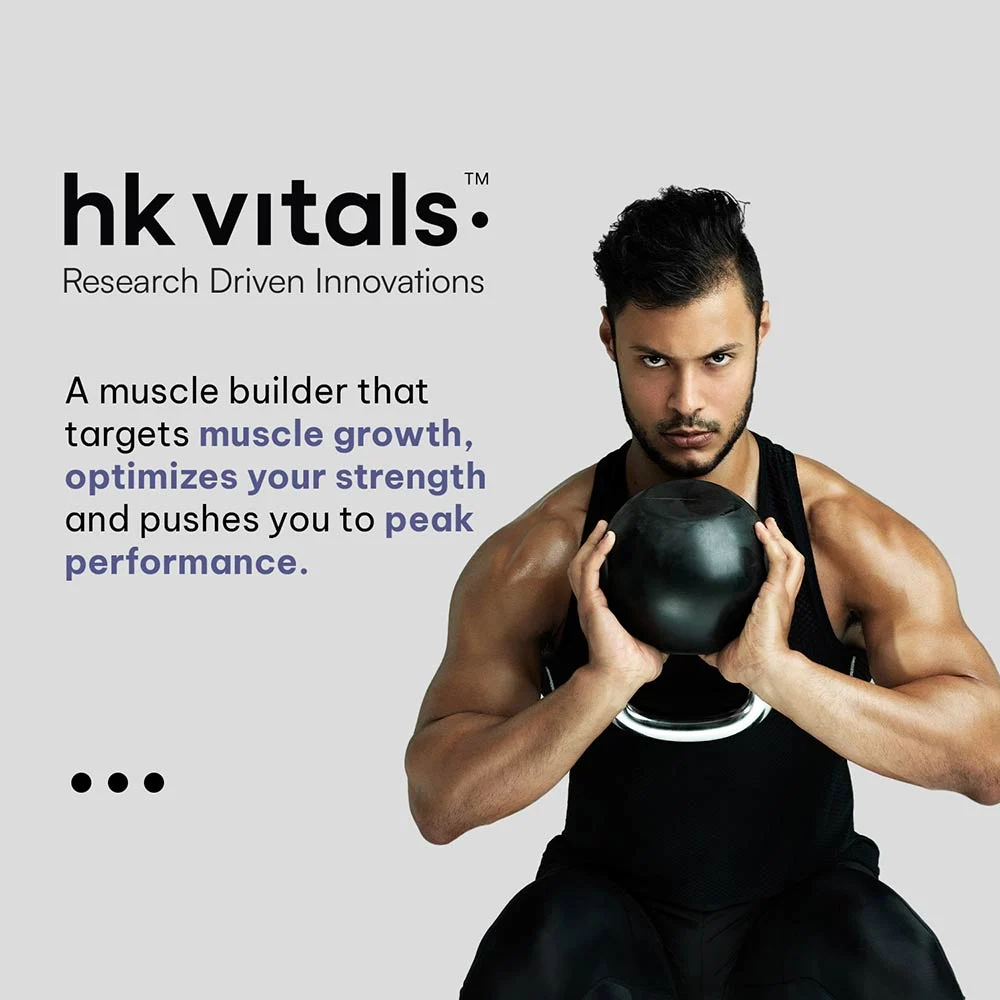 hk vitals™
Research Driven Innovations
A muscle builder that
targets muscle growth,
optimizes your strength
and pushes you to peak
performance.